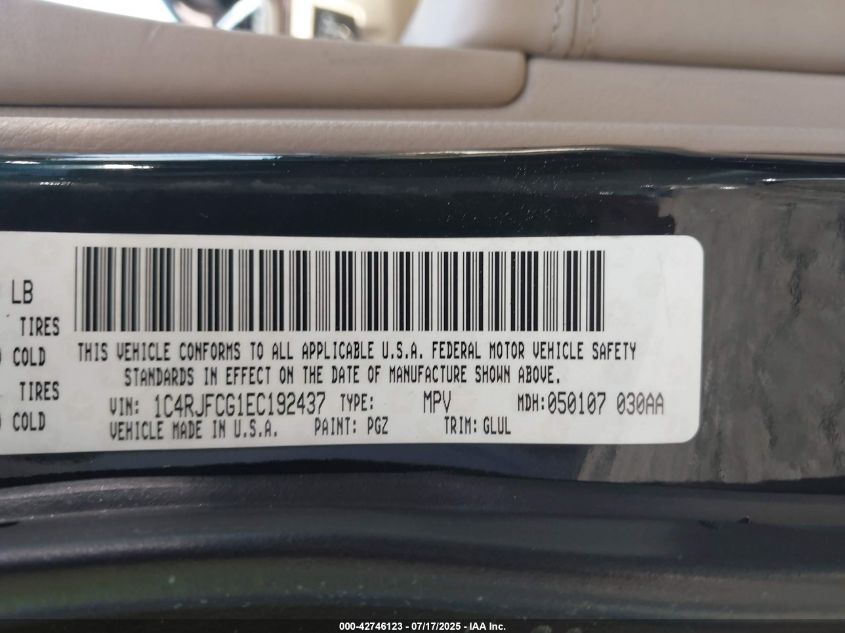 LB
TIRES
COLD
TIRES
COLD
THIS VEHICLE CONFORMS TO ALL APPLICABLE U.S.A. FEDERAL MOTOR VEHICLE SAFETY
STANDARDS IN EFFECT ON THE DATE OF MANUFACTURE SHOWN ABOVE.
VIN: 1C4RJFCG1EC192437 TYPE: MPV MDH:050107 030AA
VEHICLE MADE IN U.S.A. PAINT: PGZ TRIM: GLUL
000-42746123 - 07/17/2025 - IAA Inc.